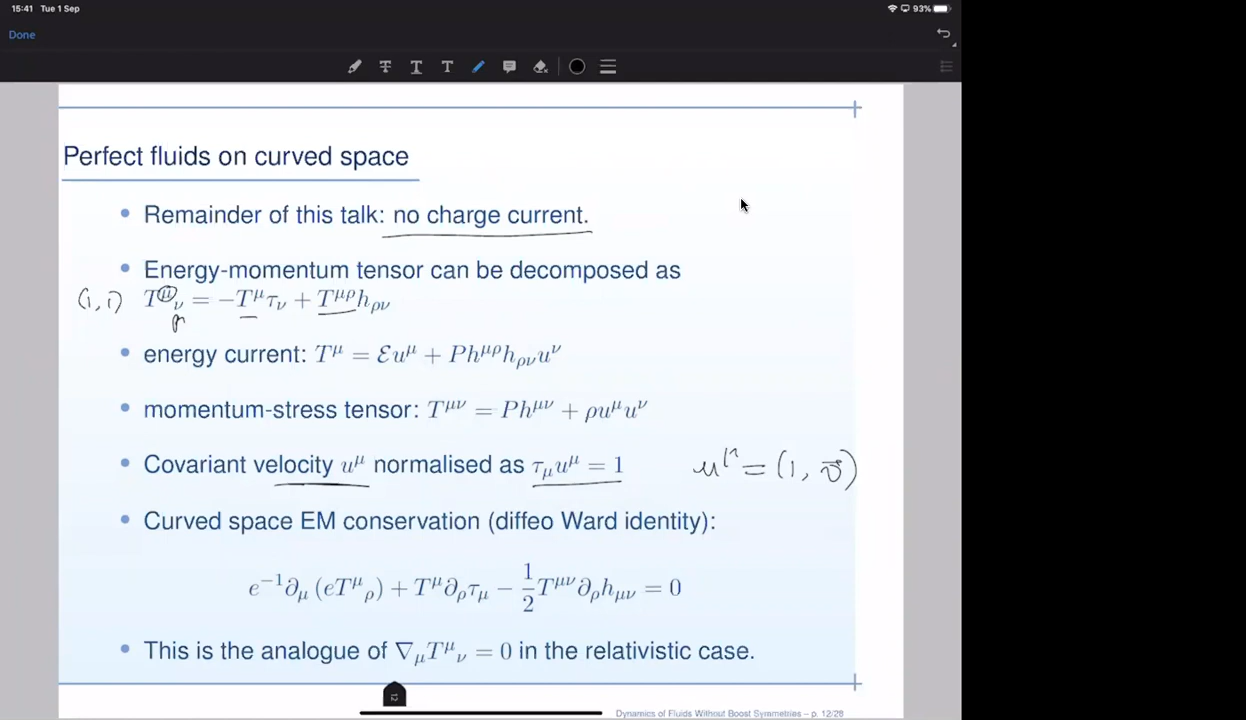 15:41 Tue 1 Sep
93%
Done
Perfect fluids on curved space
• Remainder of this talk: no charge current.
• Energy-momentum tensor can be decomposed as
(1,1) T^μ_ν = −T^μ τ_ν + T^{μρ} h_{ρν}
• energy current: T^μ = ℰu^μ + Ph^{μρ}h_{ρν}u^ν
• momentum-stress tensor: T^{μν} = Ph^{μν} + ρu^μu^ν
• Covariant velocity u^μ normalised as τ_μu^μ = 1 u^μ = (1, v⃗)
• Curved space EM conservation (diffeo Ward identity):
e^{−1}∂_μ (eT^μ_ρ) + T^μ∂_ρτ_μ − 1/2 T^{μν}∂_ρh_{μν} = 0
• This is the analogue of ∇_μT^μ_ν = 0 in the relativistic case.
12
Dynamics of Fluids Without Boost Symmetries – p. 12/28